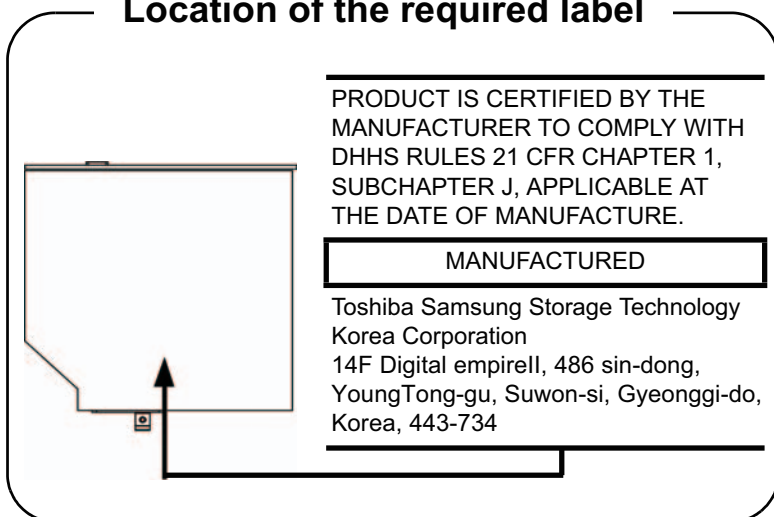 Location of the required label
PRODUCT IS CERTIFIED BY THE
MANUFACTURER TO COMPLY WITH
DHHS RULES 21 CFR CHAPTER 1,
SUBCHAPTER J, APPLICABLE AT
THE DATE OF MANUFACTURE.
MANUFACTURED
Toshiba Samsung Storage Technology
Korea Corporation
14F Digital empireII, 486 sin-dong,
YoungTong-gu, Suwon-si, Gyeonggi-do,
Korea, 443-734